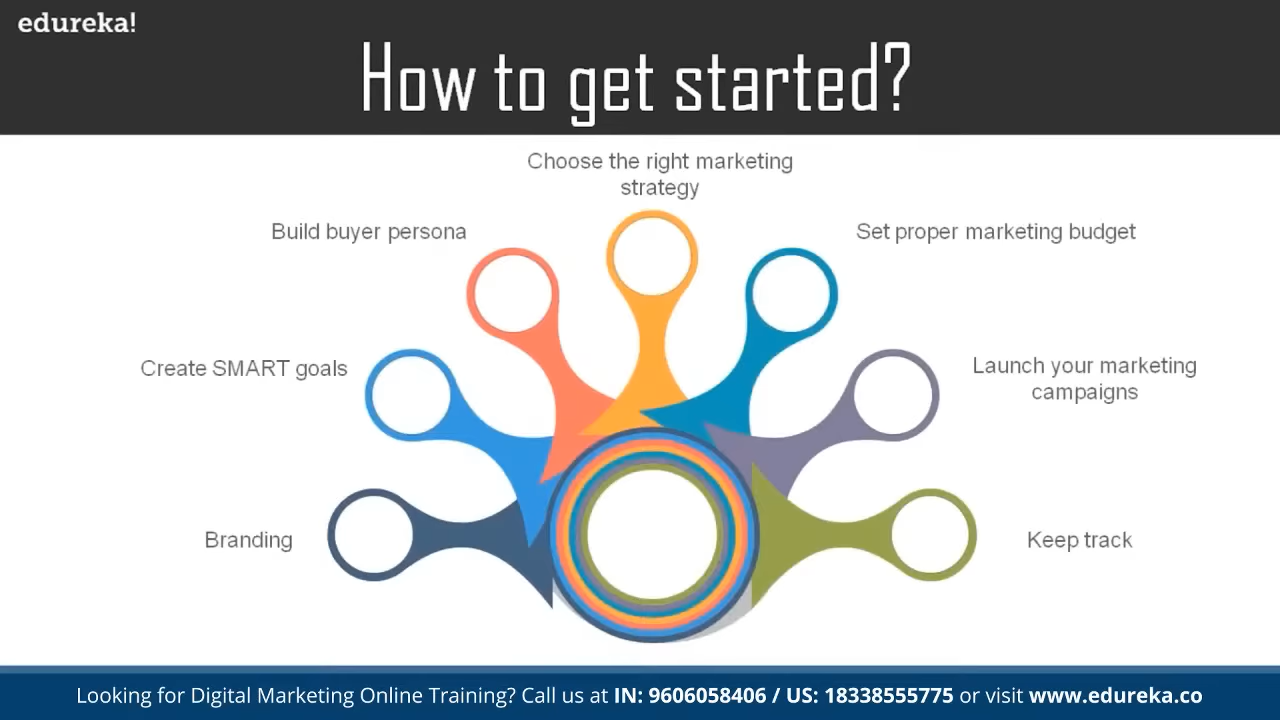 edureka!
How to get started?
Choose the right marketing
strategy
Build buyer persona
Set proper marketing budget
Create SMART goals
Launch your marketing
campaigns
Branding
Keep track
Looking for Digital Marketing Online Training? Call us at IN: 9606058406 / US: 18338555775 or visit www.edureka.co